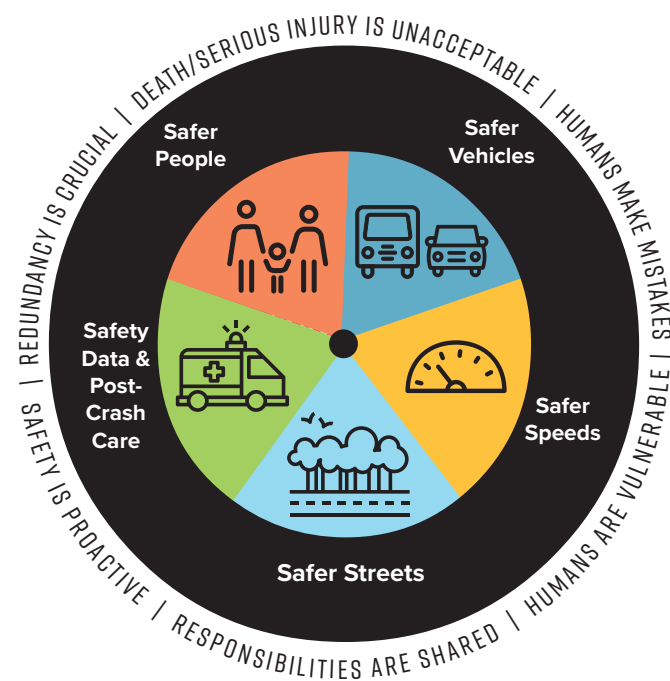 DEATH/SERIOUS INJURY IS UNACCEPTABLE | HUMANS MAKE MISTAKES | HUMANS ARE VULNERABLE | RESPONSIBILITIES ARE SHARED | SAFETY IS PROACTIVE | REDUNDANCY IS CRUCIAL |
Safer
People
Safer
Vehicles
Safety
Data &
Post-
Crash
Care
Safer
Speeds
Safer Streets